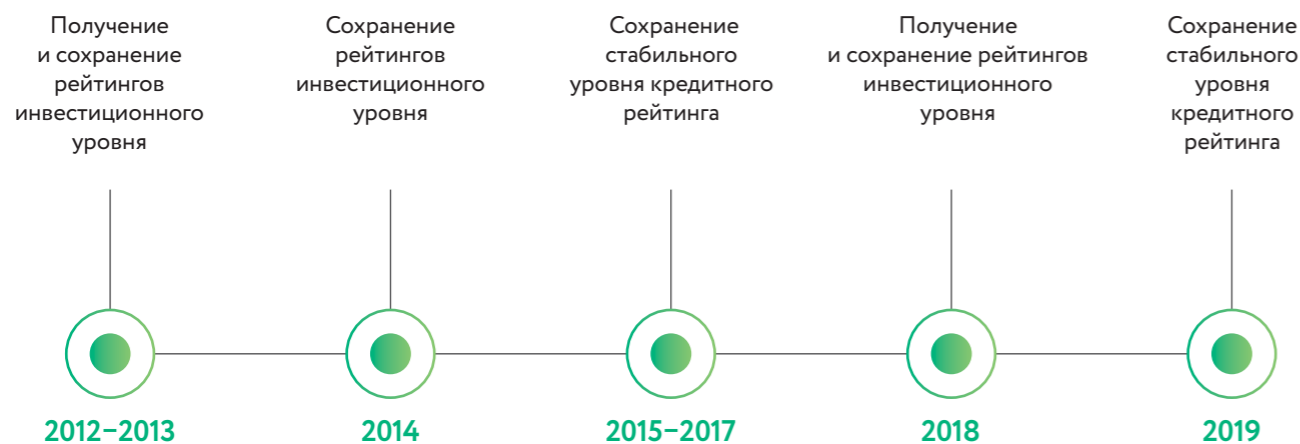 Получение
и сохранение
рейтингов
инвестиционного
уровня
Сохранение
рейтингов
инвестиционного
уровня
Сохранение
стабильного
уровня кредитного
рейтинга
Получение
и сохранение рейтингов
инвестиционного
уровня
Сохранение
стабильного
уровня
кредитного
рейтинга
2012–2013
2014
2015–2017
2018
2019